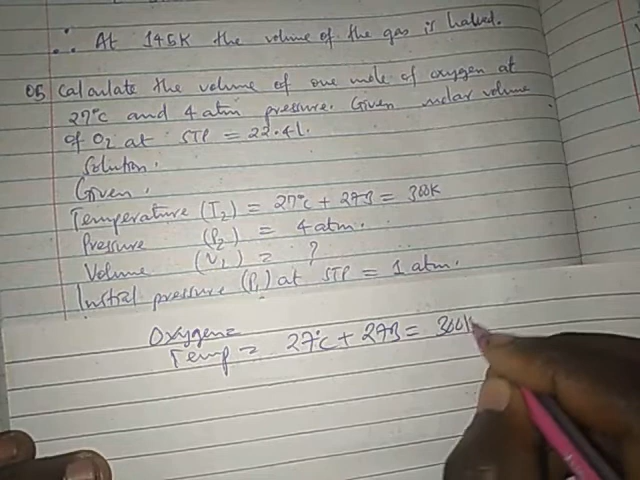 ∴ At 145K the volume of the gas is halved.
05 Calculate the volume of one mole of oxygen at
27°C and 4 atm pressure. Given molar volume
of O2 at STP = 22.4L.
Solution.
Given.
Temperature (T2) = 27°C + 273 = 300K
Pressure (P2) = 4 atm.
Volume (V1) = ?
Initial pressure (P1) at STP = 1 atm.
Oxygen =
Temp = 27°C + 273 = 300K